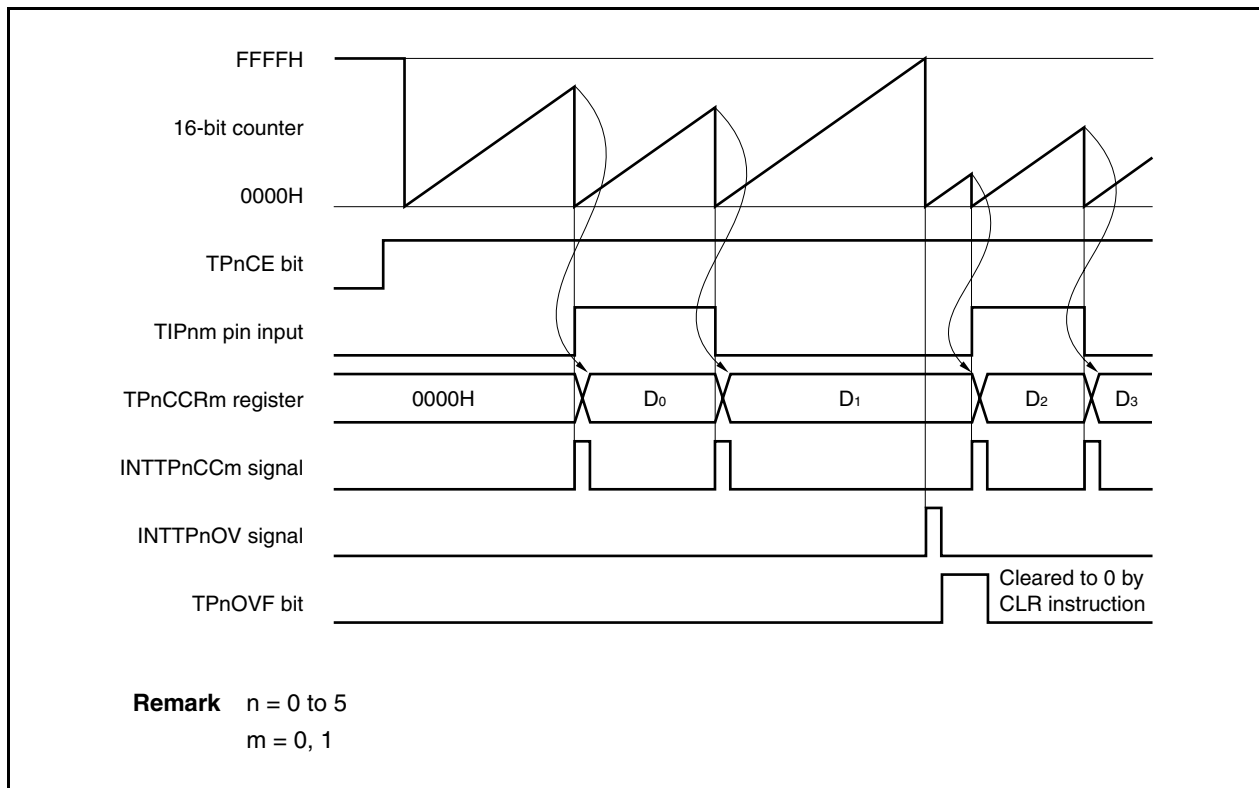 FFFFH
16-bit counter
0000H
TPnCE bit
TIPnm pin input
TPnCCRm register
0000H
D0
D1
D2
D3
INTTPnCCm signal
INTTPnOV signal
TPnOVF bit
Cleared to 0 by
CLR instruction
Remark n = 0 to 5
m = 0, 1